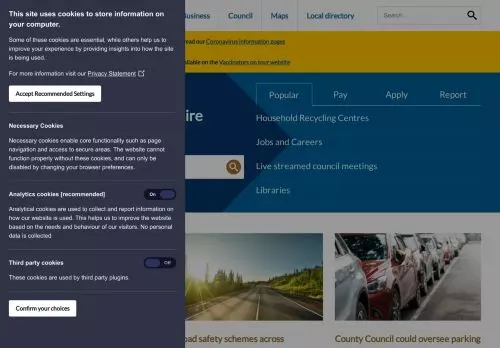 This site uses cookies to store information on
your computer.
Some of these cookies are essential, while others help us to
improve your experience by providing insights into how the site
is being used.
For more information visit our Privacy Statement
Accept Recommended Settings
Necessary Cookies
Necessary cookies enable core functionality such as page
navigation and access to secure areas. The website cannot
function properly without these cookies, and can only be
disabled by changing your browser preferences.
Analytics cookies [recommended]
On
Analytical cookies are used to collect and report information on
how our website is used. This helps us to improve the website
based on the needs and behaviour of our visitors. No personal
data is collected
Third party cookies
Off
These cookies are used by third party plugins.
Confirm your choices
Business Council Maps Local directory
Search...
read our Coronavirus information pages
available on the Vaccinators on tour website
ire
Popular Pay Apply Report
Household Recycling Centres
Jobs and Careers
Live streamed council meetings
Libraries
oad safety schemes across
County Council could oversee parking